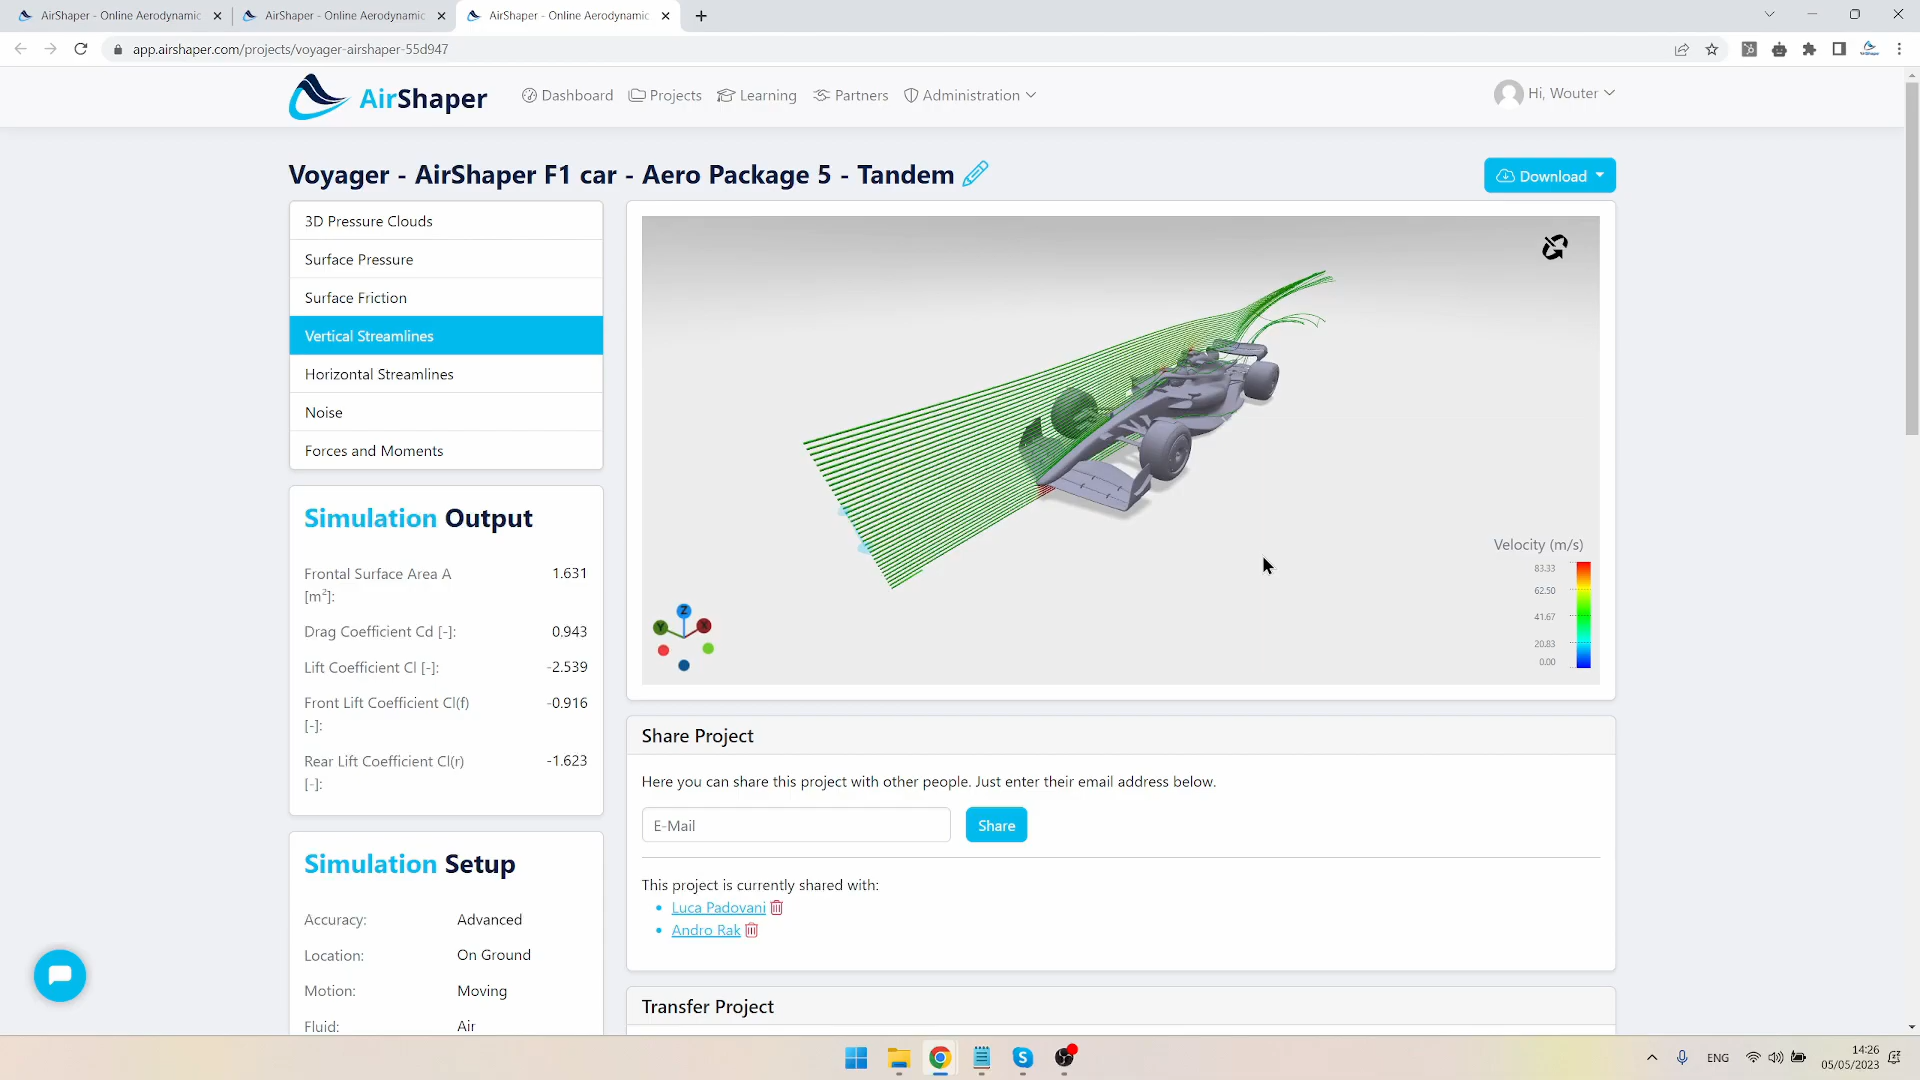 AirShaper - Online Aerodynamic
AirShaper - Online Aerodynamic
AirShaper - Online Aerodynamic
app.airshaper.com/projects/voyager-airshaper-55d947
AirShaper
Dashboard
Projects
Learning
Partners
Administration
Hi, Wouter
Voyager - AirShaper F1 car - Aero Package 5 - Tandem
Download
3D Pressure Clouds
Surface Pressure
Surface Friction
Vertical Streamlines
Horizontal Streamlines
Noise
Forces and Moments
Simulation Output
Frontal Surface Area A [m²]: 1.631
Drag Coefficient Cd [-]: 0.943
Lift Coefficient Cl [-]: -2.539
Front Lift Coefficient Cl(f) [-]: -0.916
Rear Lift Coefficient Cl(r) [-]: -1.623
Simulation Setup
Accuracy: Advanced
Location: On Ground
Motion: Moving
Fluid: Air
Velocity (m/s)
83.33
62.50
41.67
20.83
0.00
Z
Y
X
Share Project
Here you can share this project with other people. Just enter their email address below.
E-Mail
Share
This project is currently shared with:
Luca Padovani
Andro Rak
Transfer Project
ENG
14:26
05/05/2023